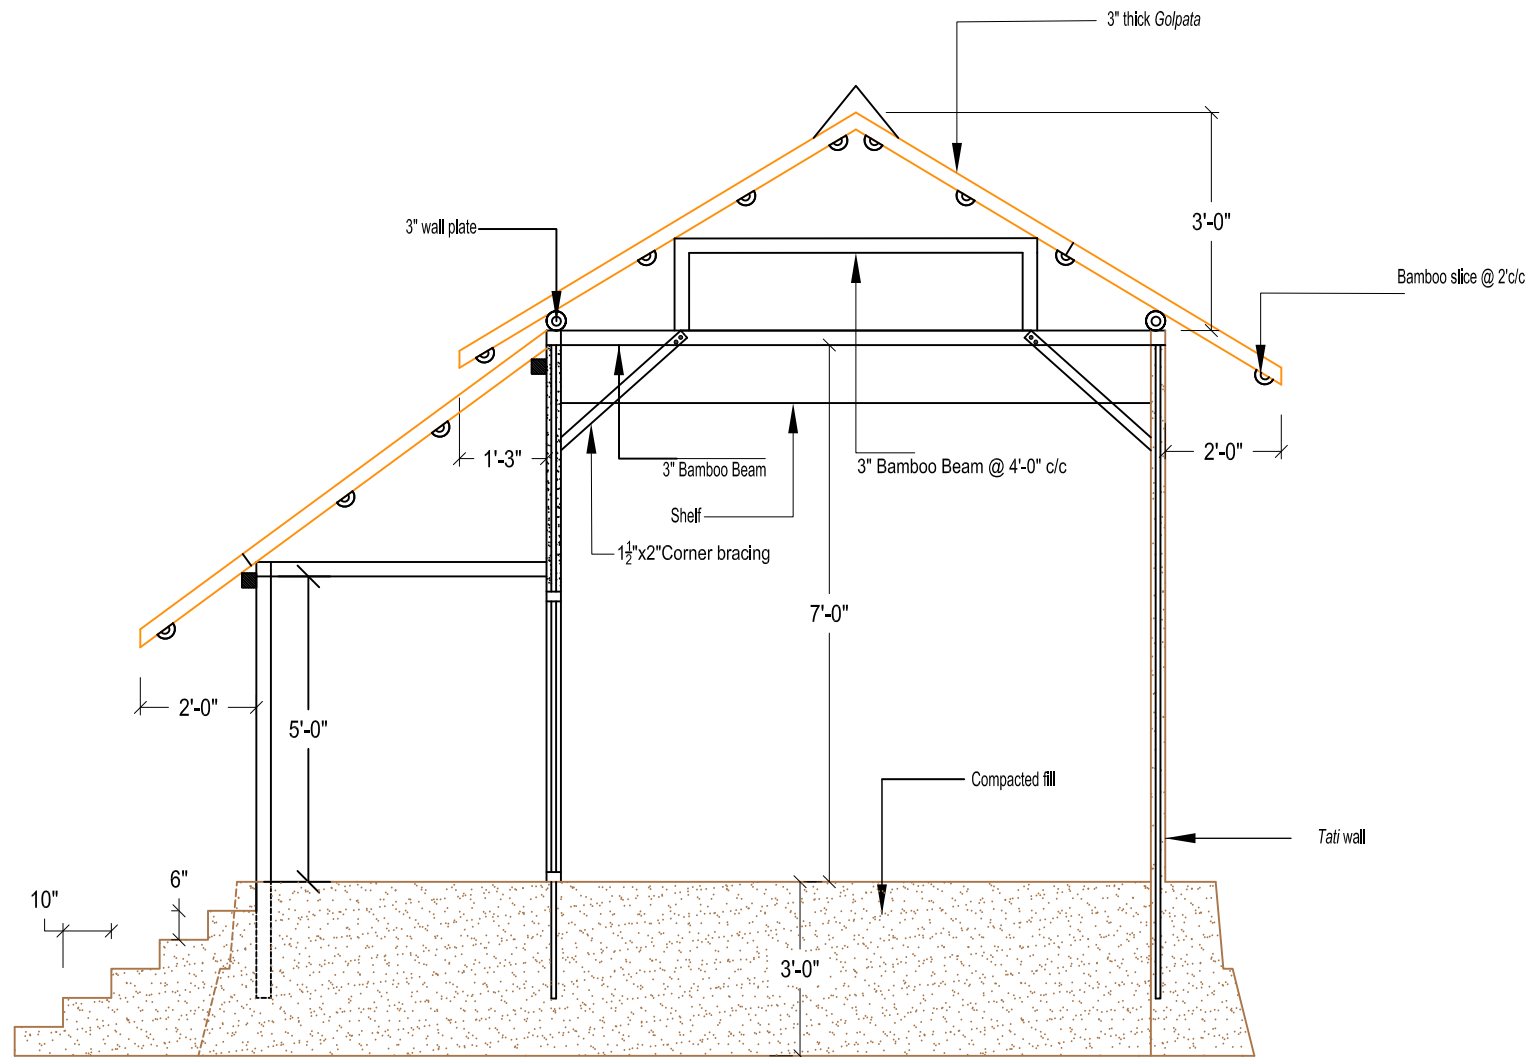 3" thick Golpata
3'-0"
3" wall plate
Bamboo slice @ 2'c/c
1'-3"
3" Bamboo Beam
3" Bamboo Beam @ 4'-0" c/c
2'-0"
Shelf
1½"x2"Corner bracing
7'-0"
2'-0"
5'-0"
Compacted fill
Tati wall
6"
10"
3'-0"